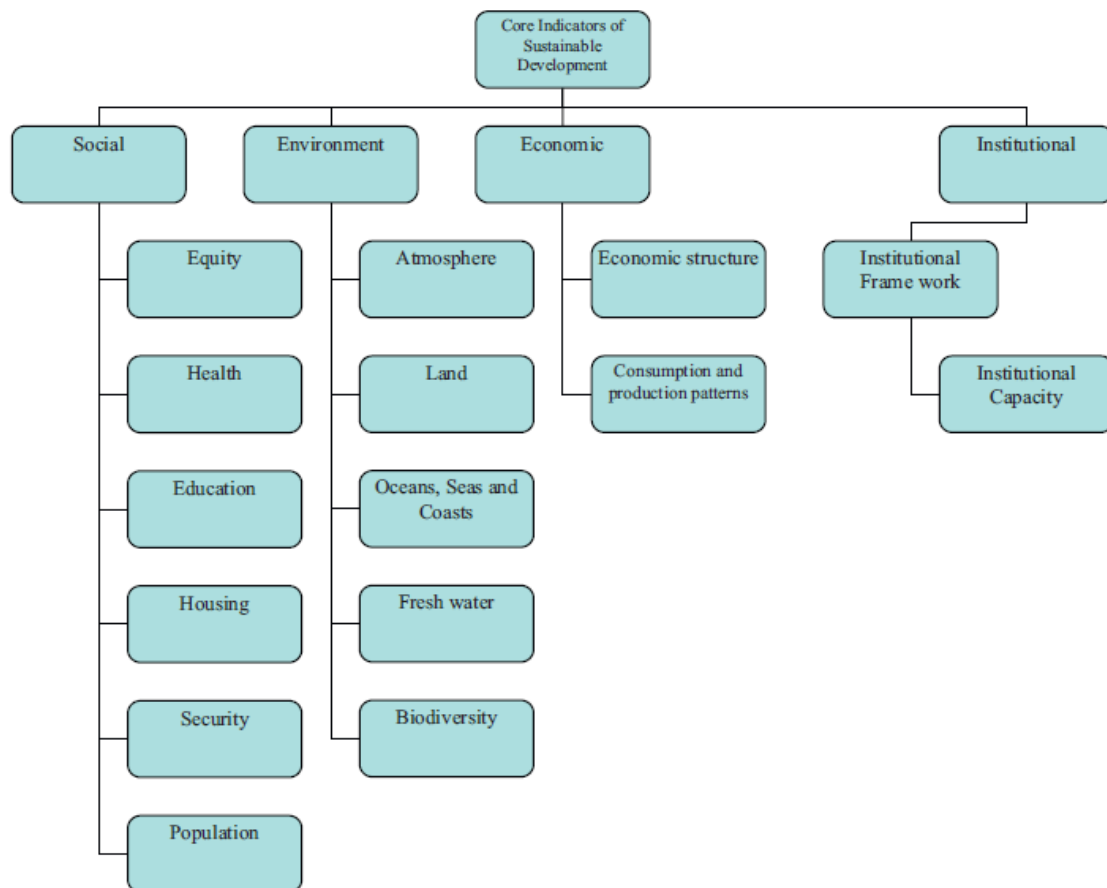 Core Indicators of
Sustainable
Development
Social
Environment
Economic
Institutional
Equity
Atmosphere
Economic structure
Institutional
Frame work
Health
Land
Consumption and
production patterns
Institutional
Capacity
Education
Oceans, Seas and
Coasts
Housing
Fresh water
Security
Biodiversity
Population